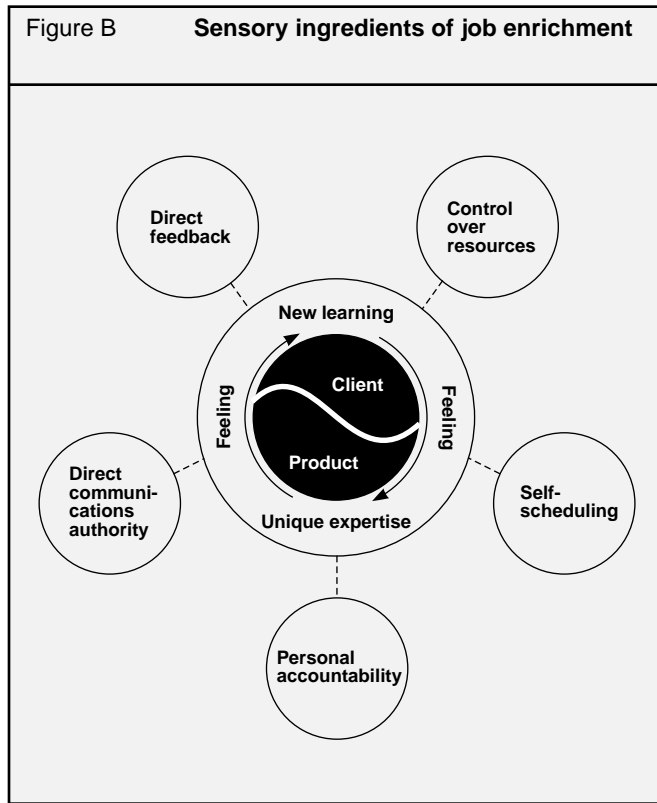 Figure B Sensory ingredients of job enrichment
Direct
feedback
Control
over
resources
New learning
Feeling
Client
Feeling
Product
Unique expertise
Direct
communi-
cations
authority
Self-
scheduling
Personal
accountability